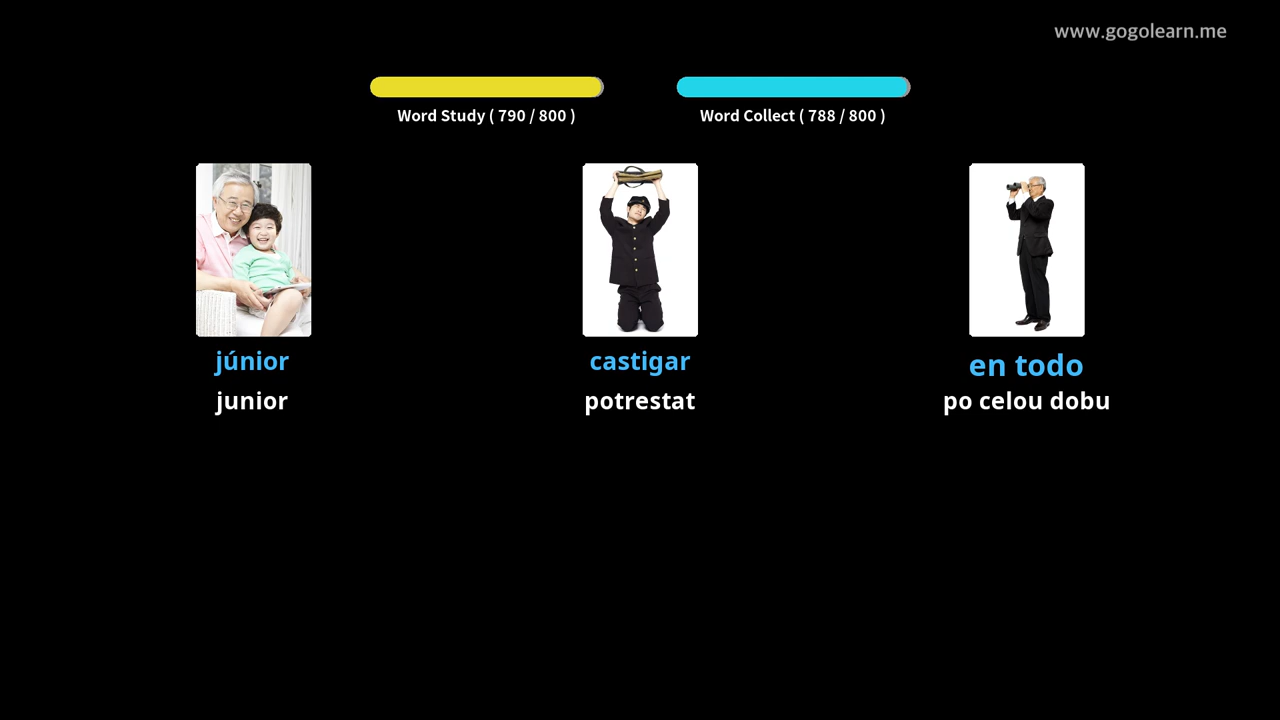 www.gogolearn.me
Word Study ( 790 / 800 )
Word Collect ( 788 / 800 )
júnior
castigar
en todo
junior
potrestat
po celou dobu